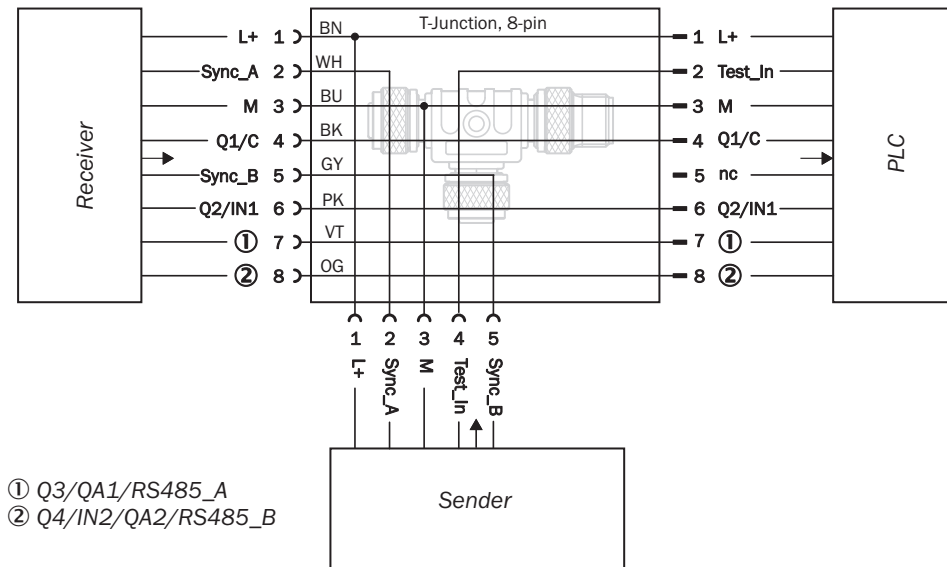 T-Junction, 8-pin
Receiver
L+ 1
Sync_A 2
M 3
Q1/C 4
Sync_B 5
Q2/IN1 6
① 7
② 8
BN
WH
BU
BK
GY
PK
VT
OG
1 L+
2 Test_In
3 M
4 Q1/C
5 nc
6 Q2/IN1
7 ①
8 ②
PLC
1 L+
2 Sync_A
3 M
4 Test_In
5 Sync_B
Sender
① Q3/QA1/RS485_A
② Q4/IN2/QA2/RS485_B